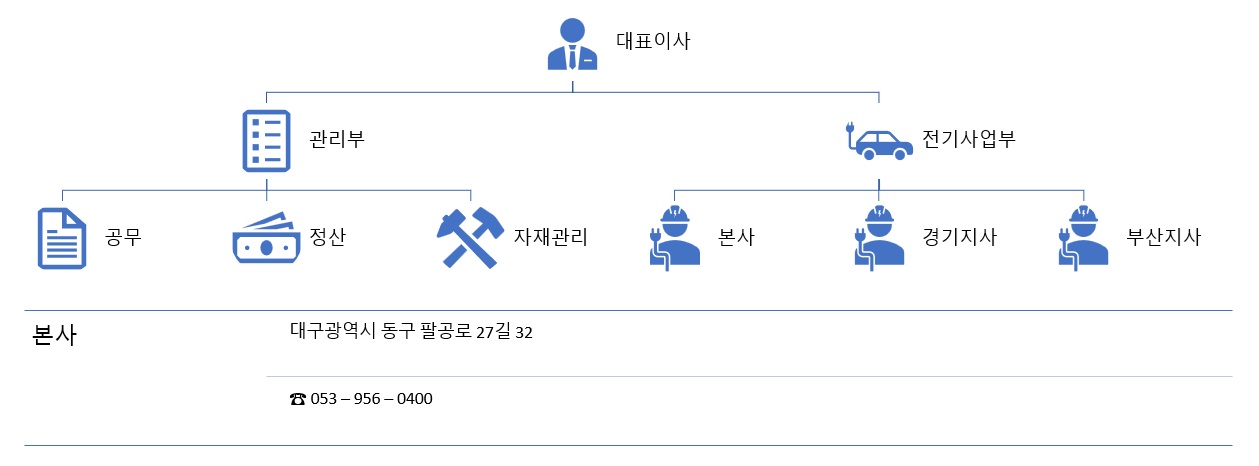 대표이사
관리부
전기사업부
공무
정산
자재관리
본사
경기지사
부산지사
본사
대구광역시 동구 팔공로 27길 32
☎ 053 – 956 – 0400